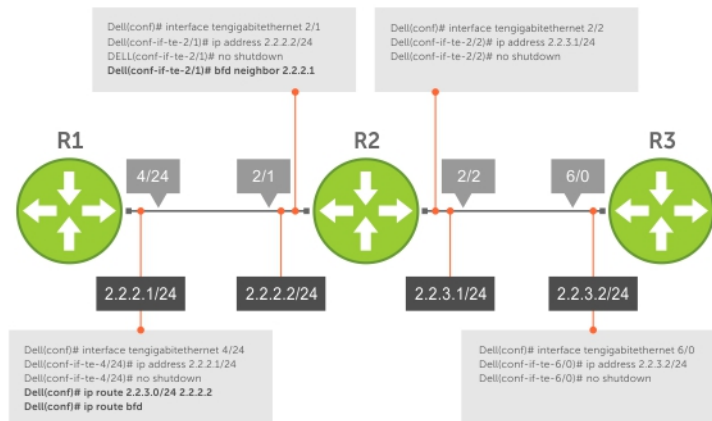 Dell(conf)# interface tengigabitethernet 2/1
Dell(conf-if-te-2/1)# ip address 2.2.2.2/24
DELL(conf-if-te-2/1)# no shutdown
Dell(conf-if-te-2/1)# bfd neighbor 2.2.2.1
Dell(conf)# interface tengigabitethernet 2/2
Dell(conf-if-te-2/2)# ip address 2.2.3.1/24
Dell(conf-if-te-2/2)# no shutdown
R1
R2
R3
4/24
2/1
2/2
6/0
2.2.2.1/24
2.2.2.2/24
2.2.3.1/24
2.2.3.2/24
Dell(conf)# interface tengigabitethernet 4/24
Dell(conf-if-te-4/24)# ip address 2.2.2.1/24
Dell(conf-if-te-4/24)# no shutdown
Dell(conf)# ip route 2.2.3.0/24 2.2.2.2
Dell(conf)# ip route bfd
Dell(conf)# interface tengigabitethernet 6/0
Dell(conf-if-te-6/0)# ip address 2.2.3.2/24
Dell(conf-if-te-6/0)# no shutdown